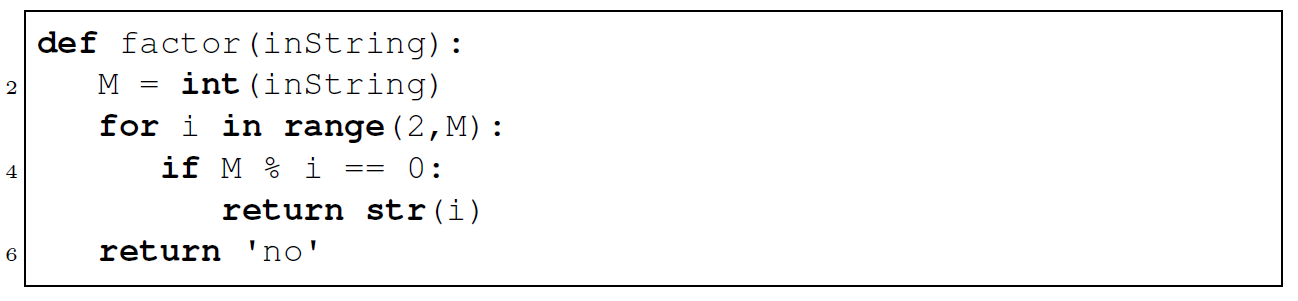 def factor(inString):
2 M = int(inString)
for i in range(2,M):
4 if M % i == 0:
return str(i)
6 return 'no'